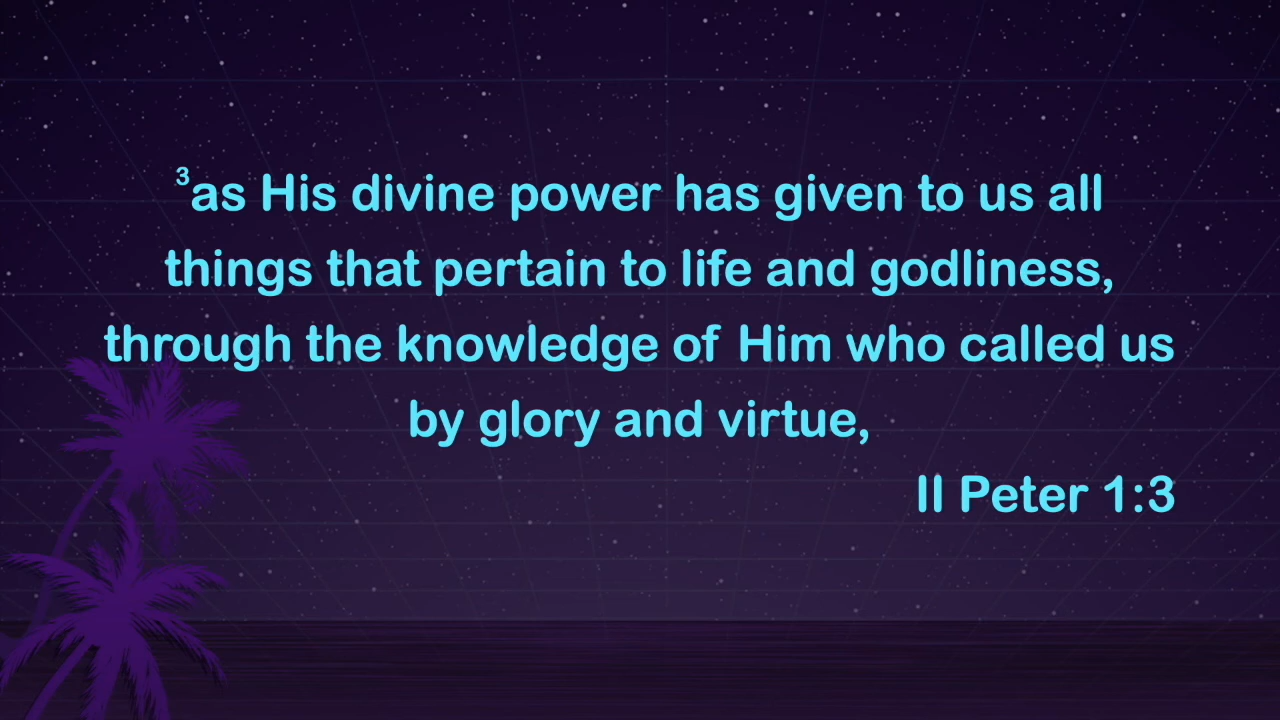 ³as His divine power has given to us all
things that pertain to life and godliness,
through the knowledge of Him who called us
by glory and virtue,
II Peter 1:3